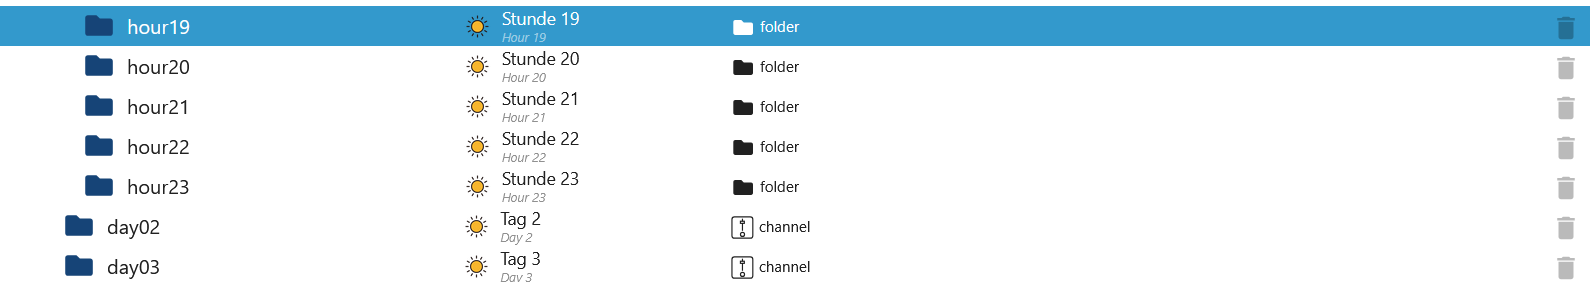 hour19 Stunde 19 folder
Hour 19
hour20 Stunde 20 folder
Hour 20
hour21 Stunde 21 folder
Hour 21
hour22 Stunde 22 folder
Hour 22
hour23 Stunde 23 folder
Hour 23
day02 Tag 2 channel
Day 2
day03 Tag 3 channel
Day 3